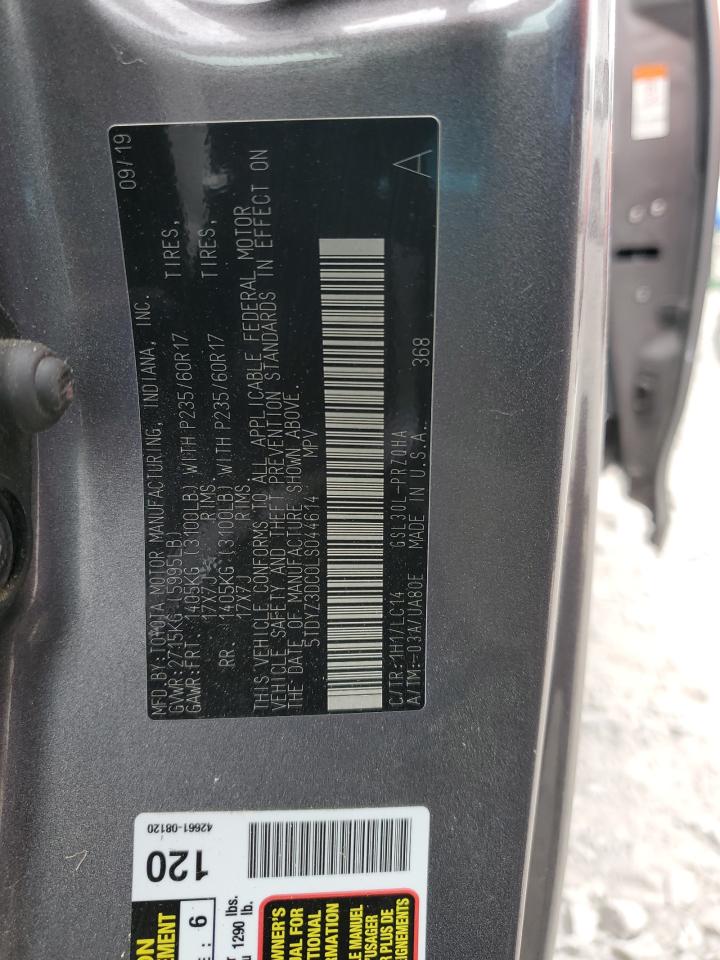 MFD.BY:TOYOTA MOTOR MANUFACTURING, INDIANA, INC. 09/19
GVWR:2715KG (5985LB)
GAWR:FRT. 1405KG (3100LB) WITH P235/60R17 TIRES,
17X7J RIMS
RR. 1405KG (3100LB) WITH P235/60R17 TIRES,
17X7J RIMS
THIS VEHICLE CONFORMS TO ALL APPLICABLE FEDERAL MOTOR
VEHICLE SAFETY AND THEFT PREVENTION STANDARDS IN EFFECT ON
THE DATE OF MANUFACTURE SHOWN ABOVE.
5TDYZ3DC0LS044614 MPV
C/TR:1H1/LC14 GSL30L-PRZQHA 368
A/TM:-03A/UA80E MADE IN U.S.A.
A
42661-08120
120
6
1290 lb.
lbs.